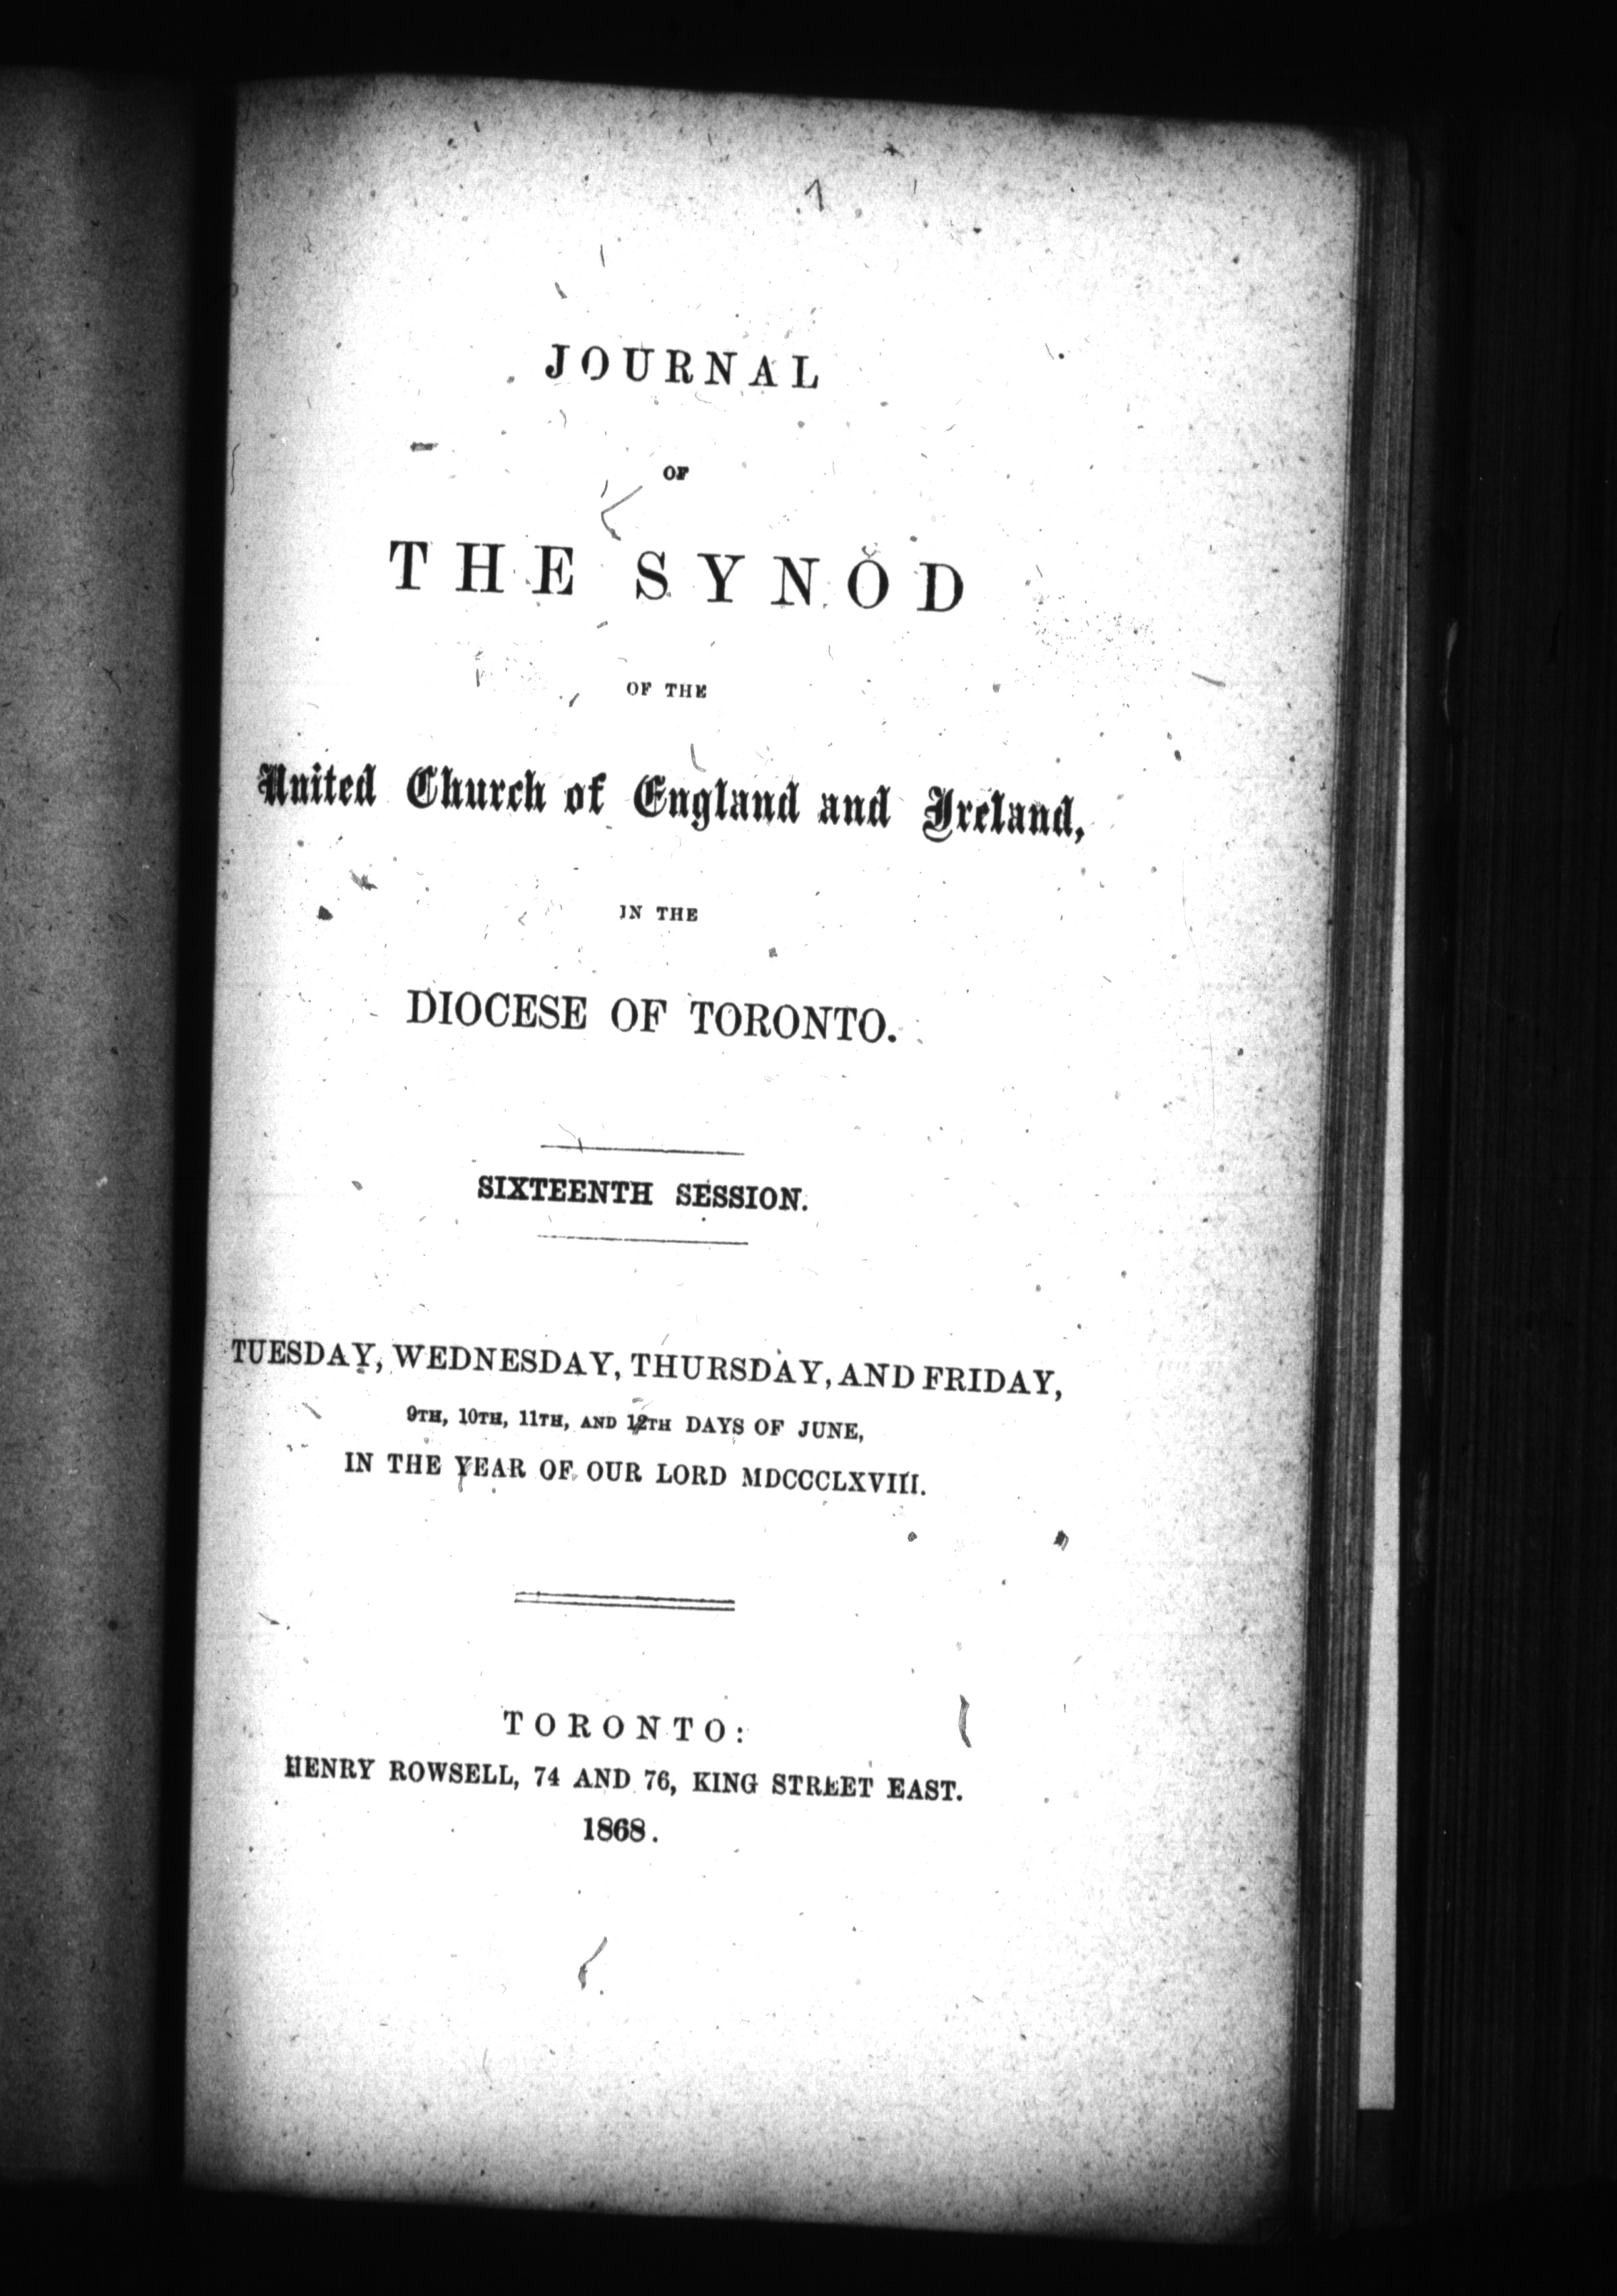 JOURNAL
OF
THE SYNOD
OF THE
United Church of England and Ireland,
IN THE
DIOCESE OF TORONTO.
SIXTEENTH SESSION.
TUESDAY, WEDNESDAY, THURSDAY, AND FRIDAY,
9TH, 10TH, 11TH, AND 12TH DAYS OF JUNE,
IN THE YEAR OF OUR LORD MDCCCLXVIII.
TORONTO:
HENRY ROWSELL, 74 AND 76, KING STREET EAST.
1868.